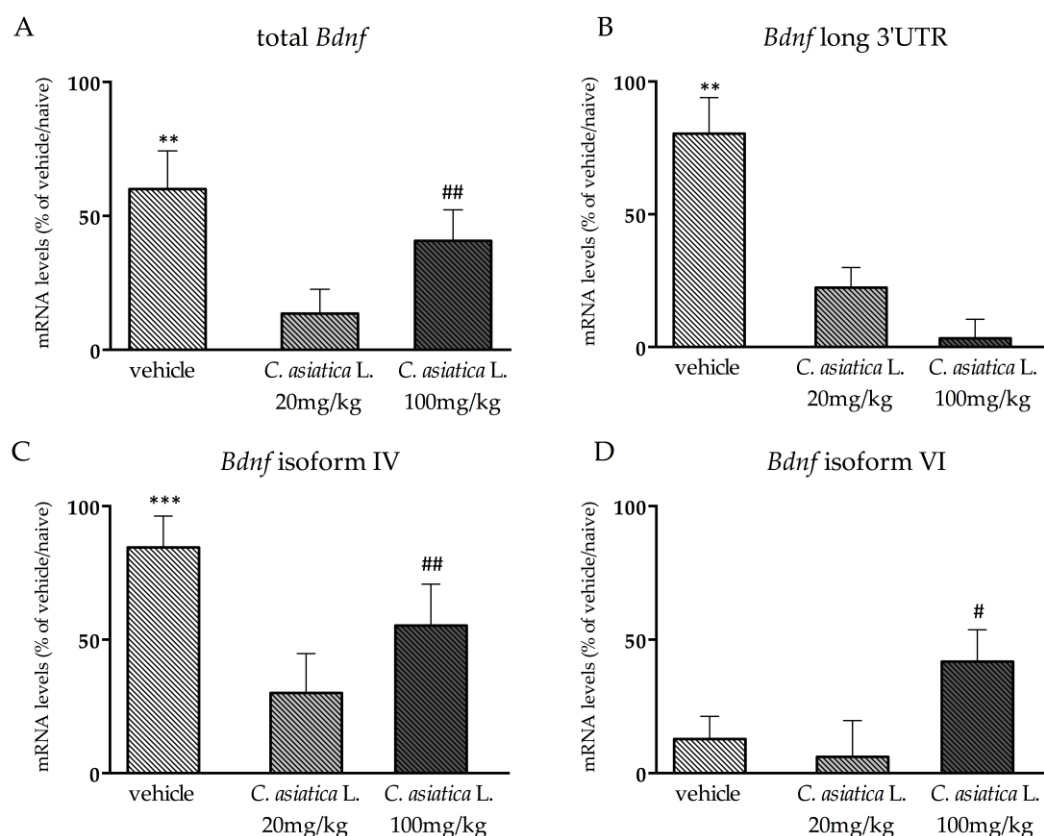 A
total Bdnf
mRNA levels (% of vehicle/naive)
100
50
0
**
##
vehicle
C. asiatica L.
20mg/kg
C. asiatica L.
100mg/kg
B
Bdnf long 3'UTR
mRNA levels (% of vehicle/naive)
100
50
0
**
vehicle
C. asiatica L.
20mg/kg
C. asiatica L.
100mg/kg
C
Bdnf isoform IV
mRNA levels (% of vehicle/naive)
100
50
0
***
##
vehicle
C. asiatica L.
20mg/kg
C. asiatica L.
100mg/kg
D
Bdnf isoform VI
mRNA levels (% of vehicle/naive)
100
50
0
#
vehicle
C. asiatica L.
20mg/kg
C. asiatica L.
100mg/kg